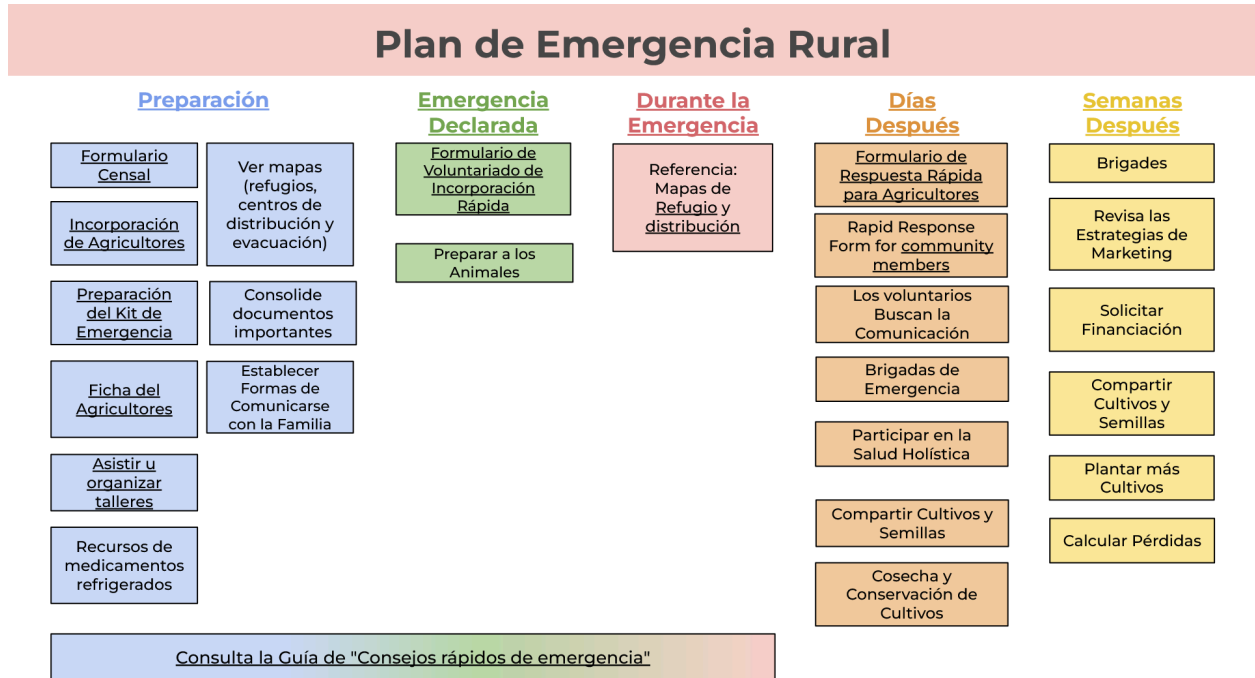 Plan de Emergencia Rural
Preparación
Formulario
Censal
Incorporación
de Agricultores
Preparación
del Kit de
Emergencia
Ficha del
Agricultores
Asistir u
organizar
talleres
Recursos de
medicamentos
refrigerados
Ver mapas
(refugios,
centros de
distribución y
evacuación)
Consolide
documentos
importantes
Establecer
Formas de
Comunicarse
con la Familia
Emergencia
Declarada
Formulario de
Voluntariado de
Incorporación
Rápida
Preparar a los
Animales
Durante la
Emergencia
Referencia:
Mapas de
Refugio y
distribución
Días
Después
Formulario de
Respuesta Rápida
para Agricultores
Rapid Response
Form for community
members
Los voluntarios
Buscan la
Comunicación
Brigadas de
Emergencia
Participar en la
Salud Holística
Compartir Cultivos y
Semillas
Cosecha y
Conservación de
Cultivos
Semanas
Después
Brigades
Revisa las
Estrategias de
Marketing
Solicitar
Financiación
Compartir
Cultivos y
Semillas
Plantar más
Cultivos
Calcular Pérdidas
Consulta la Guía de "Consejos rápidos de emergencia"